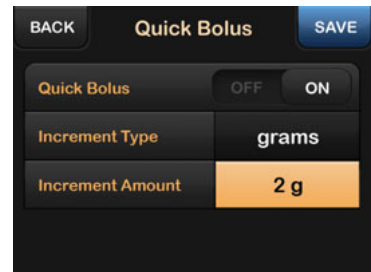 BACK Quick Bolus SAVE
Quick Bolus OFF ON
Increment Type grams
Increment Amount 2 g